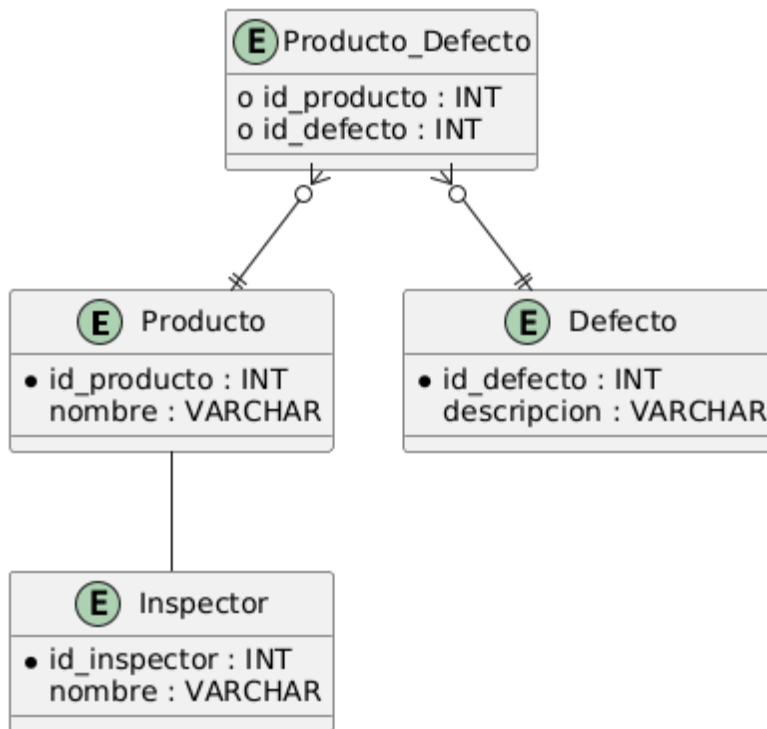 E Producto_Defecto
o id_producto : INT
o id_defecto : INT
E Producto
• id_producto : INT
nombre : VARCHAR
E Defecto
• id_defecto : INT
descripcion : VARCHAR
E Inspector
• id_inspector : INT
nombre : VARCHAR